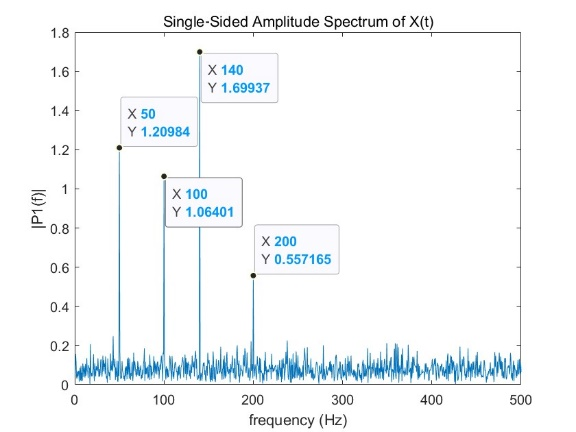 Single-Sided Amplitude Spectrum of X(t)
1.8
1.6
1.4
1.2
1
0.8
0.6
0.4
0.2
0
|P1(f)|
X 140
Y 1.69937
X 50
Y 1.20984
X 100
Y 1.06401
X 200
Y 0.557165
0
100
200
300
400
500
frequency (Hz)